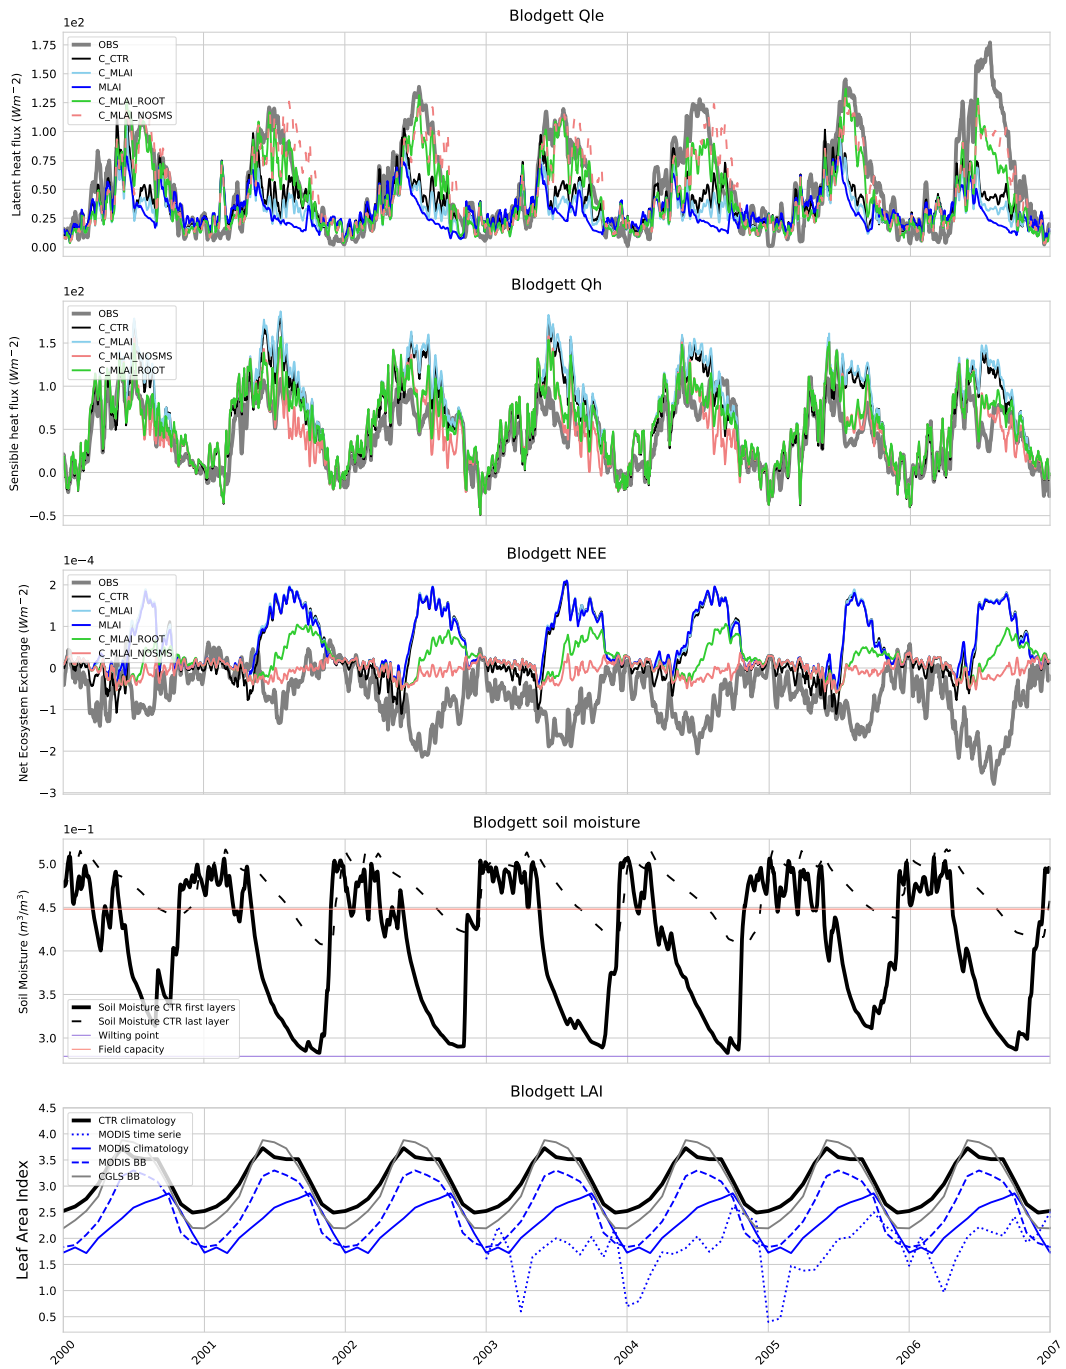 Blodgett Qle
1e2
OBS
C_CTR
C_MLAI
MLAI
C_MLAI_ROOT
C_MLAI_NOSMS
1.75
1.50
1.25
1.00
0.75
0.50
0.25
0.00
Latent heat flux (Wm−2)
Blodgett Qh
1e2
OBS
C_CTR
C_MLAI
C_MLAI_NOSMS
C_MLAI_ROOT
1.5
1.0
0.5
0.0
−0.5
Sensible heat flux (Wm−2)
Blodgett NEE
1e−4
OBS
C_CTR
C_MLAI
MLAI
C_MLAI_ROOT
C_MLAI_NOSMS
2
1
0
−1
−2
−3
Net Ecosystem Exchange (Wm−2)
Blodgett soil moisture
1e−1
5.0
4.5
4.0
3.5
3.0
Soil Moisture (m³/m³)
Soil Moisture CTR first layers
Soil Moisture CTR last layer
Wilting point
Field capacity
Blodgett LAI
4.5
4.0
3.5
3.0
2.5
2.0
1.5
1.0
0.5
Leaf Area Index
CTR climatology
MODIS time serie
MODIS climatology
MODIS BB
CGLS BB
2000
2001
2002
2003
2004
2005
2006
2007